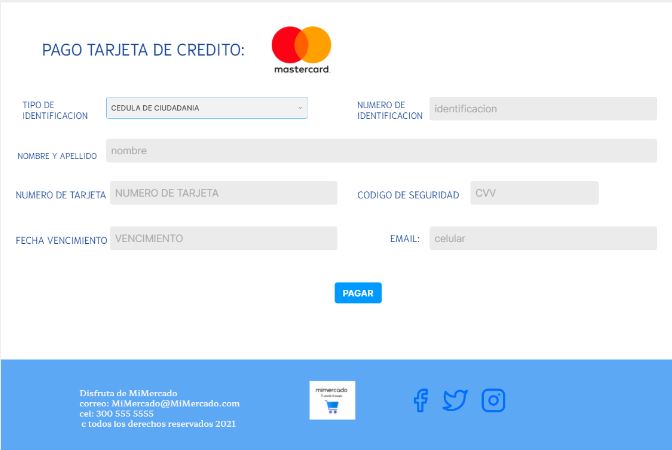 PAGO TARJETA DE CREDITO:
mastercard
TIPO DE
IDENTIFICACION
CEDULA DE CIUDADANIA
NUMERO DE
IDENTIFICACION
identificacion
NOMBRE Y APELLIDO
nombre
NUMERO DE TARJETA
NUMERO DE TARJETA
CODIGO DE SEGURIDAD
CVV
FECHA VENCIMIENTO
VENCIMIENTO
EMAIL:
celular
PAGAR
Disfruta de MiMercado
correo: MiMercado@MiMercado.com
cel: 300 555 5555
c todos los derechos reservados 2021
mimercado